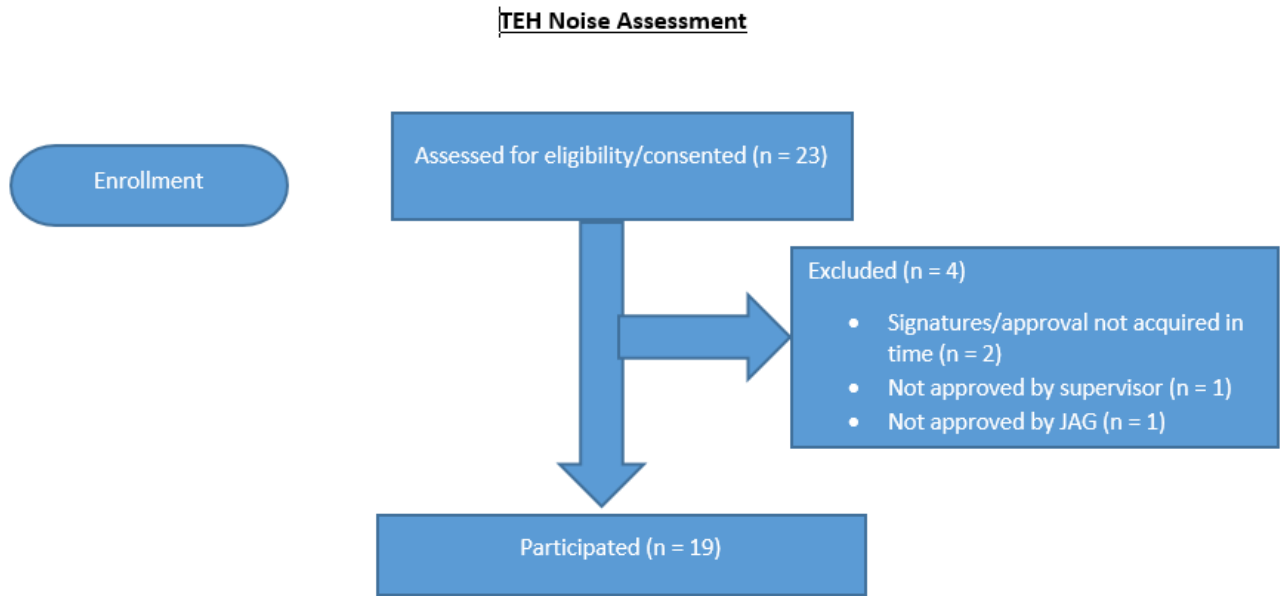 TEH Noise Assessment
Enrollment
Assessed for eligibility/consented (n = 23)
Excluded (n = 4)
• Signatures/approval not acquired in
time (n = 2)
• Not approved by supervisor (n = 1)
• Not approved by JAG (n = 1)
Participated (n = 19)